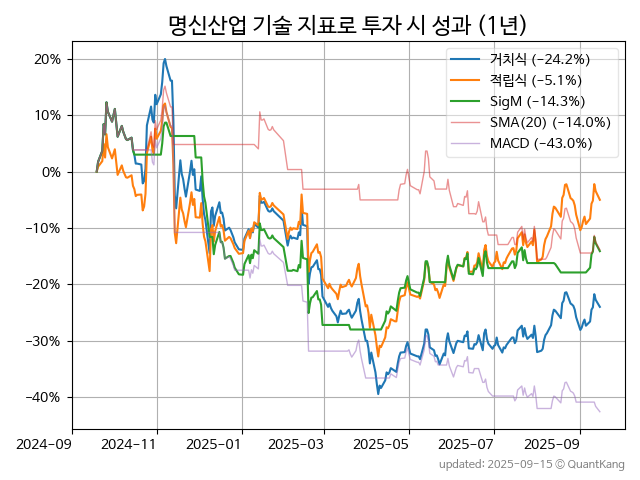 명신산업 기술 지표로 투자 시 성과 (1년)
거치식 (−24.2%)
적립식 (−5.1%)
SigM (−14.3%)
SMA(20) (−14.0%)
MACD (−43.0%)
20%
10%
0%
−10%
−20%
−30%
−40%
2024-09
2024-11
2025-01
2025-03
2025-05
2025-07
2025-09
updated: 2025-09-15 ⓒ QuantKang